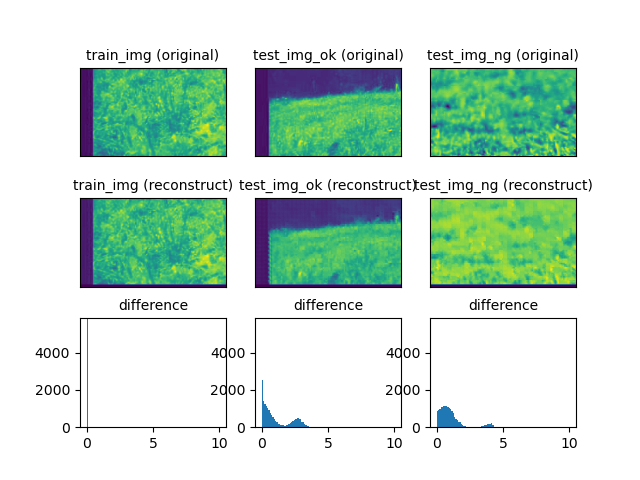 train_img (original) test_img_ok (original) test_img_ng (original)
train_img (reconstruct) test_img_ok (reconstruct) test_img_ng (reconstruct)
difference difference difference
4000 4000 4000
2000 2000 2000
0 0 0
0 5 10 0 5 10 0 5 10